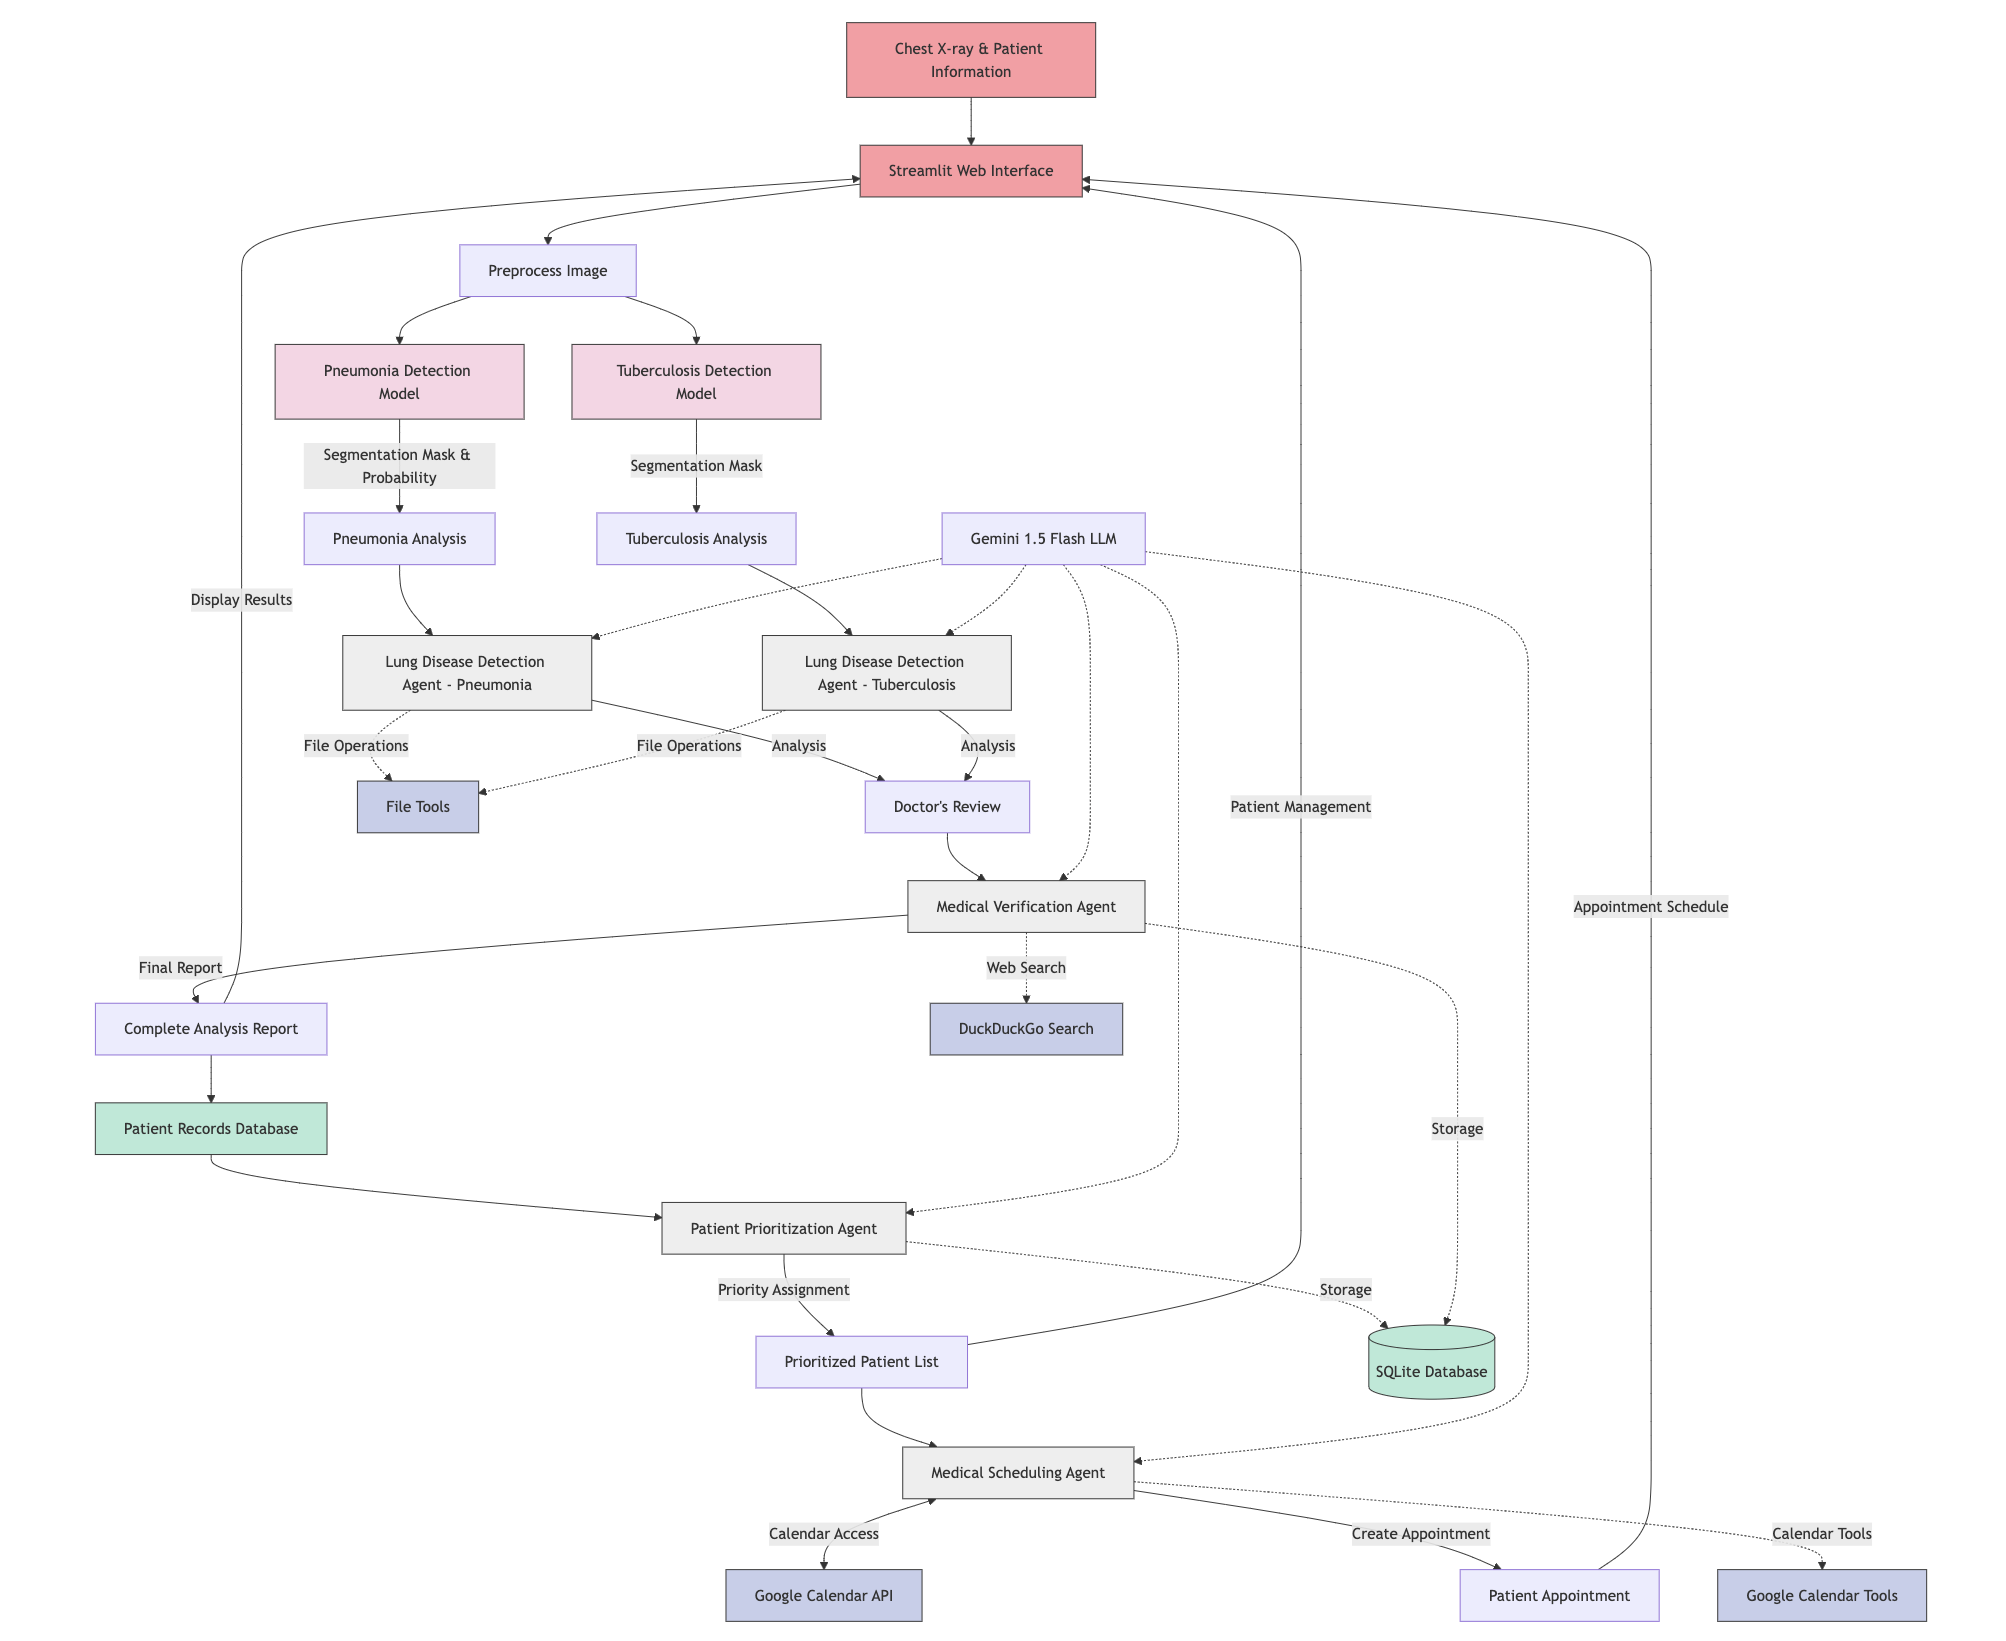 Chest X-ray & Patient
Information
Streamlit Web Interface
Preprocess Image
Pneumonia Detection
Model
Tuberculosis Detection
Model
Segmentation Mask &
Probability
Segmentation Mask
Pneumonia Analysis
Tuberculosis Analysis
Gemini 1.5 Flash LLM
Display Results
Lung Disease Detection
Agent - Pneumonia
Lung Disease Detection
Agent - Tuberculosis
File Operations
File Operations
Analysis
Analysis
File Tools
Doctor's Review
Patient Management
Medical Verification Agent
Appointment Schedule
Final Report
Web Search
Complete Analysis Report
DuckDuckGo Search
Patient Records Database
Storage
Patient Prioritization Agent
Priority Assignment
Storage
Prioritized Patient List
SQLite Database
Medical Scheduling Agent
Calendar Access
Create Appointment
Calendar Tools
Google Calendar API
Patient Appointment
Google Calendar Tools